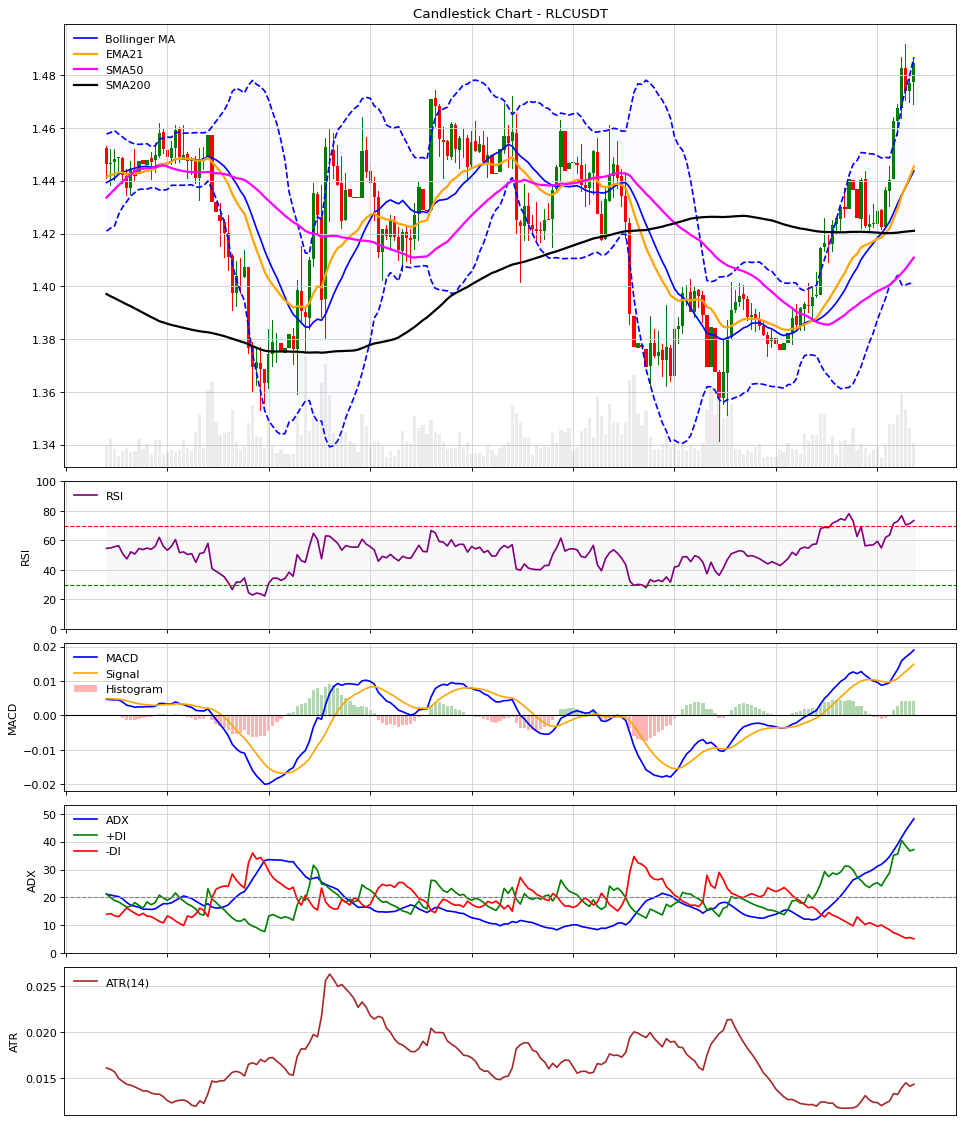 Candlestick Chart - RLCUSDT
Bollinger MA
EMA21
SMA50
SMA200
1.48
1.46
1.44
1.42
1.40
1.38
1.36
1.34
RSI
RSI
100
80
60
40
20
0
MACD
MACD
Signal
Histogram
0.02
0.01
0.00
−0.01
−0.02
ADX
ADX
+DI
-DI
50
40
30
20
10
0
ATR
ATR(14)
0.025
0.020
0.015